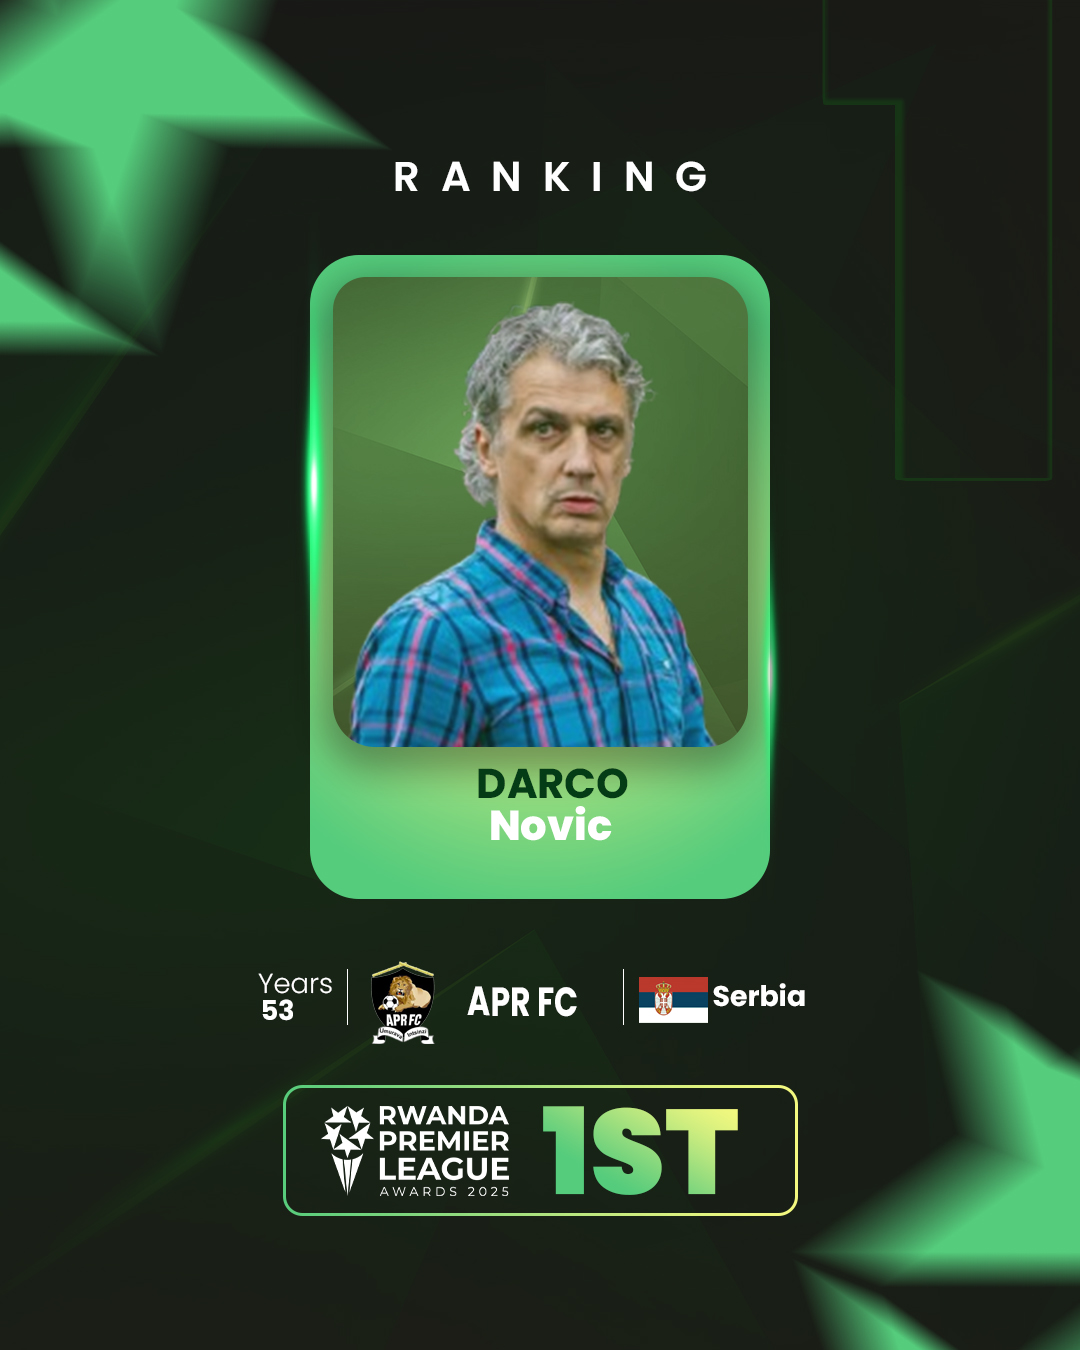 RANKING
DARCO
Novic
Years
53
APR FC
APR FC
Serbia
RWANDA
PREMIER
LEAGUE
AWARDS 2025
1ST